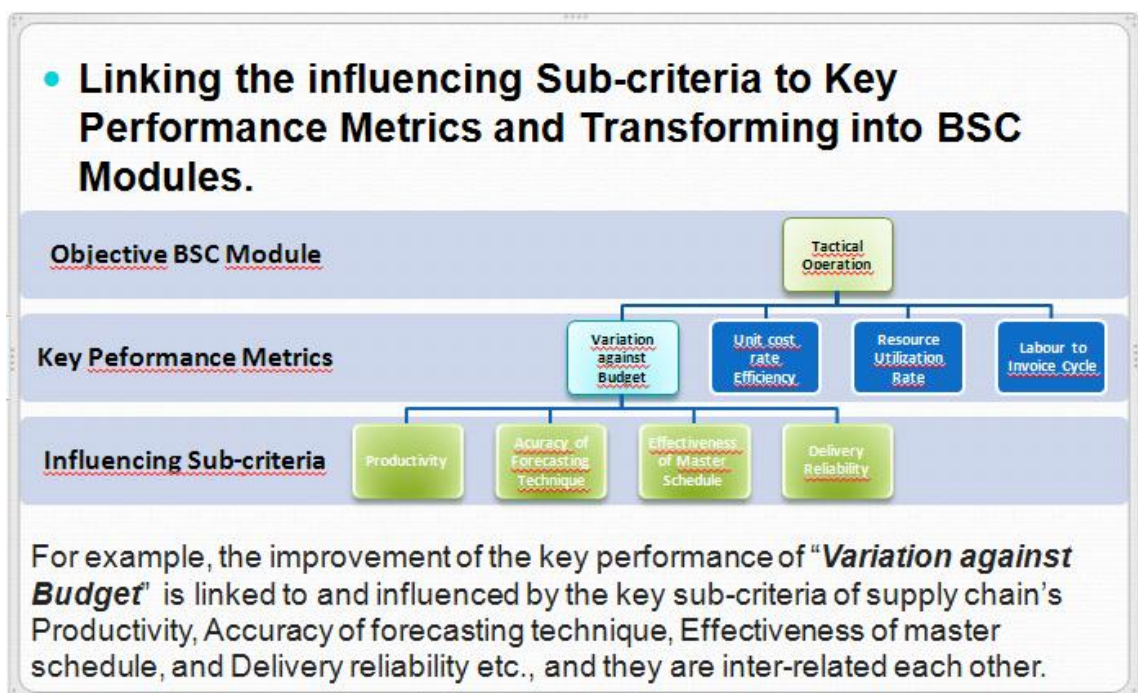 • Linking the influencing Sub-criteria to Key
Performance Metrics and Transforming into BSC
Modules.
Objective BSC Module
Tactical
Operation
Key Peformance Metrics
Variation
against
Budget
Unit cost
rate
Efficiency
Resource
Utilization
Rate
Labour to
Invoice Cycle
Influencing Sub-criteria
Productivity
Acuracy of
Forecasting
Technique
Effectiveness
of Master
Schedule
Delivery
Reliability
For example, the improvement of the key performance of “Variation against
Budget” is linked to and influenced by the key sub-criteria of supply chain’s
Productivity, Accuracy of forecasting technique, Effectiveness of master
schedule, and Delivery reliability etc., and they are inter-related each other.